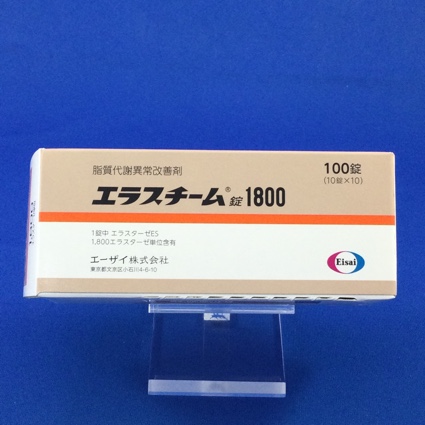 脂質代謝異常改善剤
エラスチーム®錠1800
100錠
(10錠×10)
1錠中 エラスターゼES
1,800エラスターゼ単位含有
エーザイ株式会社
東京都文京区小石川4-6-10
Eisai